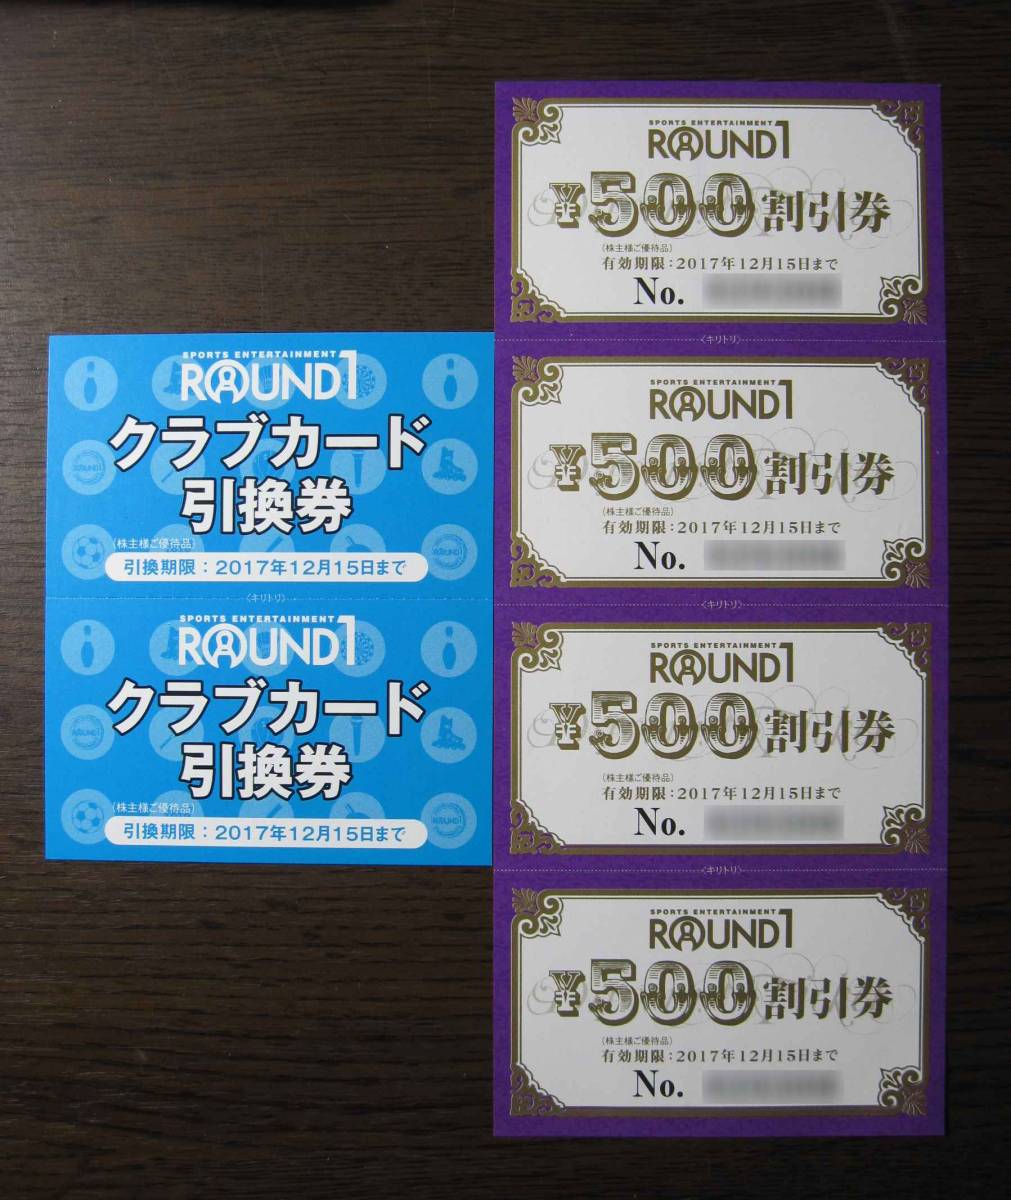 SPORTS ENTERTAINMENT
ROUND1
クラブカード
引換券
(株主様ご優待品)
引換期限：2017年12月15日まで
〈キリトリ〉
SPORTS ENTERTAINMENT
ROUND1
クラブカード
引換券
(株主様ご優待品)
引換期限：2017年12月15日まで
SPORTS ENTERTAINMENT
ROUND1
¥500割引券
(株主様ご優待品)
有効期限：2017年12月15日まで
No.
〈キリトリ〉
SPORTS ENTERTAINMENT
ROUND1
¥500割引券
(株主様ご優待品)
有効期限：2017年12月15日まで
No.
〈キリトリ〉
SPORTS ENTERTAINMENT
ROUND1
¥500割引券
(株主様ご優待品)
有効期限：2017年12月15日まで
No.
〈キリトリ〉
SPORTS ENTERTAINMENT
ROUND1
¥500割引券
(株主様ご優待品)
有効期限：2017年12月15日まで
No.